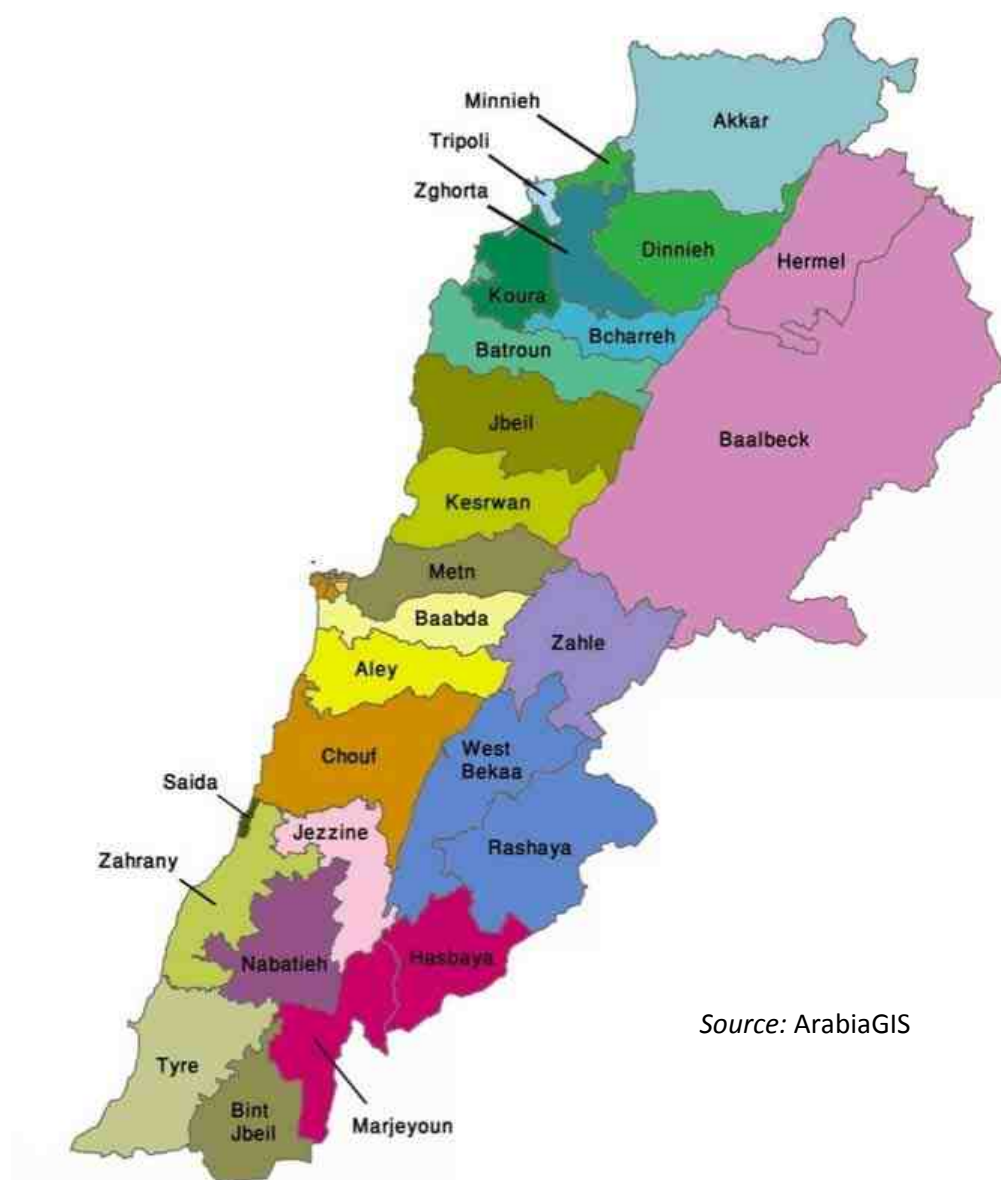 Akkar
Minnieh
Tripoli
Zghorta
Dinnieh
Hermel
Koura
Bcharreh
Batroun
Jbeil
Baalbeck
Kesrwan
Metn
Baabda
Zahle
Aley
Chouf
West
Bekaa
Saida
Jezzine
Rashaya
Zahrany
Nabatieh
Hasbaya
Source: ArabiaGIS
Tyre
Bint
Jbeil
Marjeyoun